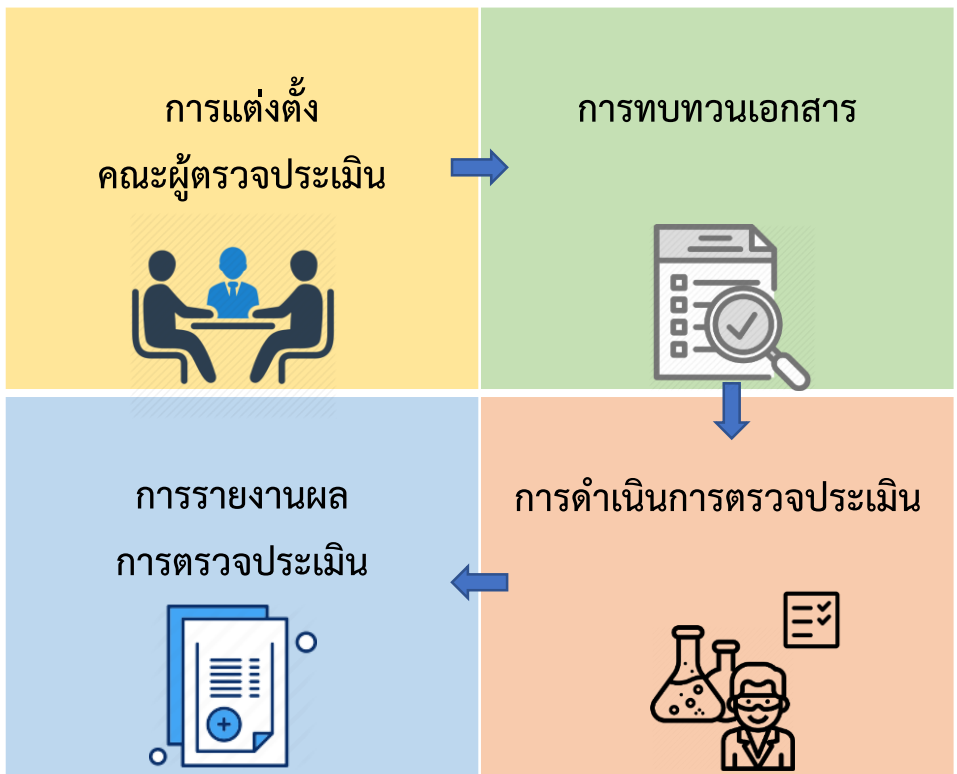 การแต่งตั้ง
คณะผู้ตรวจประเมิน
การทบทวนเอกสาร
การดำเนินการตรวจประเมิน
การรายงานผล
การตรวจประเมิน